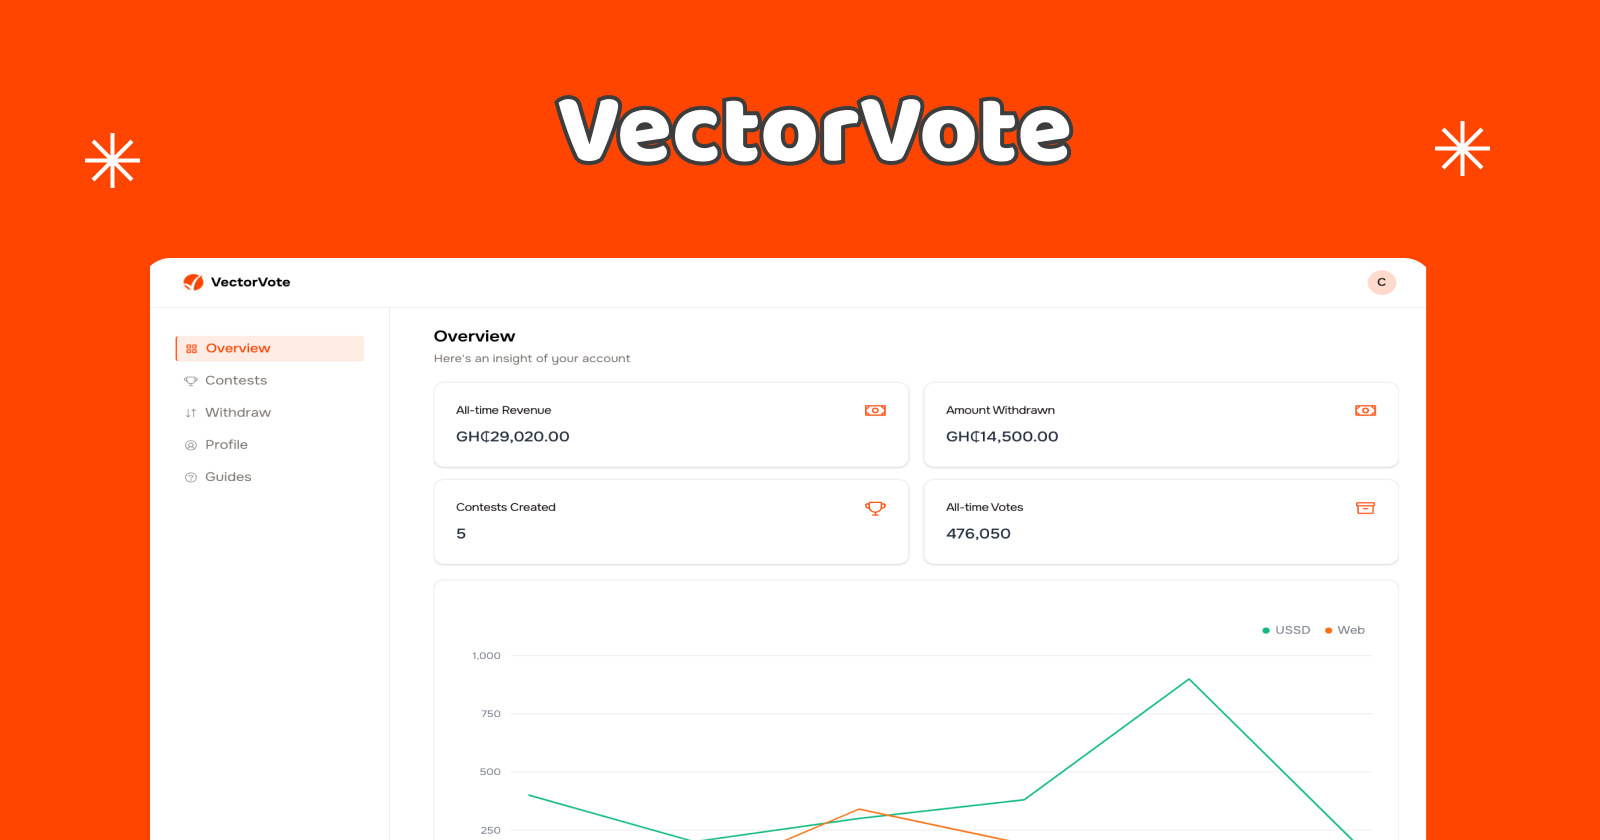 VectorVote
VectorVote
C
Overview
Contests
Withdraw
Profile
Guides
Overview
Here's an insight of your account
All-time Revenue
GH₵29,020.00
Amount Withdrawn
GH₵14,500.00
Contests Created
5
All-time Votes
476,050
USSD Web
1,000
750
500
250